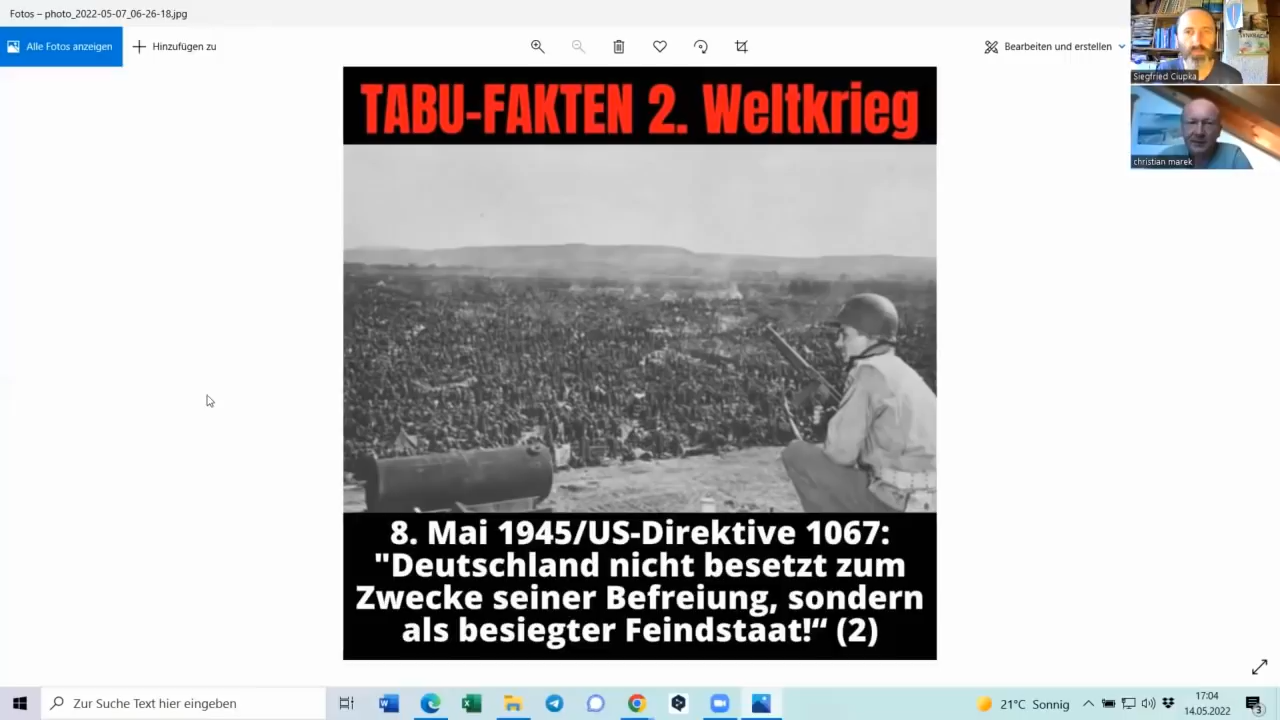 Fotos – photo_2022-05-07_06-26-18.jpg
Alle Fotos anzeigen
Hinzufügen zu
Bearbeiten und erstellen
Siegfried Ciupka
christian marek
TABU-FAKTEN 2. Weltkrieg
8. Mai 1945/US-Direktive 1067:
"Deutschland nicht besetzt zum
Zwecke seiner Befreiung, sondern
als besiegter Feindstaat!“ (2)
Zur Suche Text hier eingeben
21°C Sonnig
17:04
14.05.2022
3